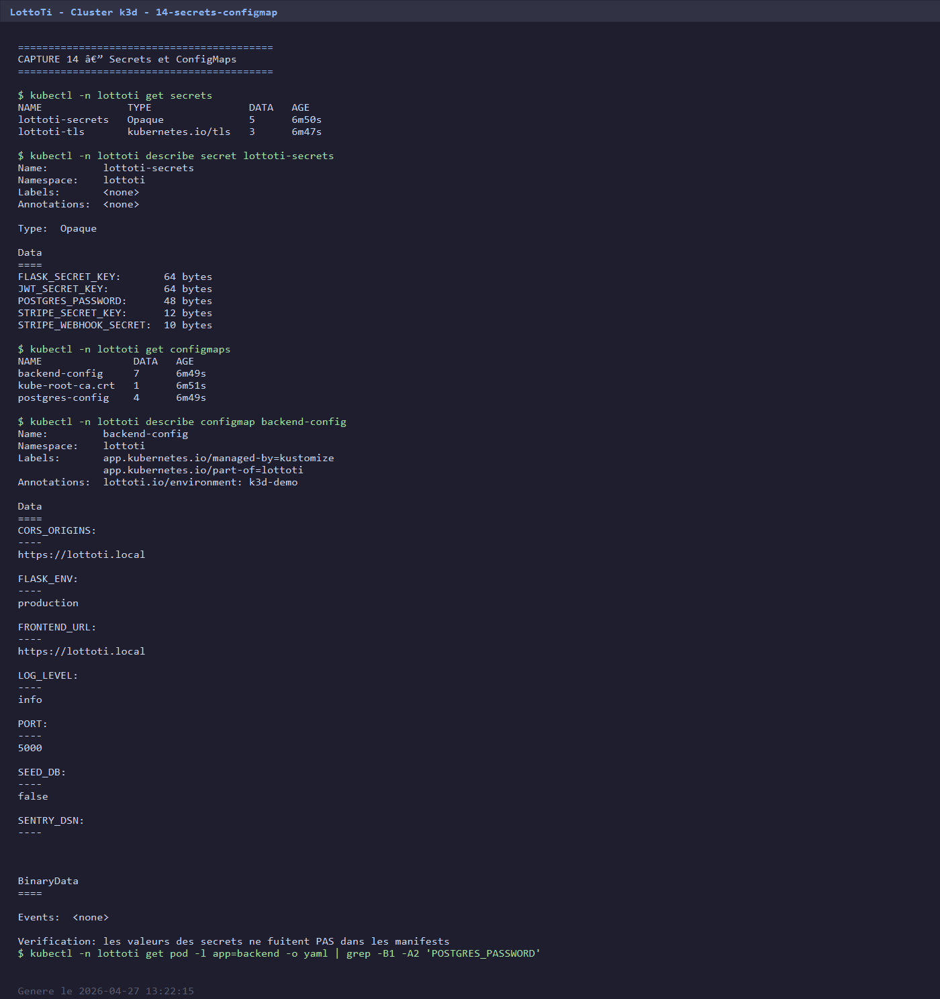 LottoTi - Cluster k3d - 14-secrets-configmap
==========================================
CAPTURE 14 â€” Secrets et ConfigMaps
==========================================
$ kubectl -n lottoti get secrets
NAME              TYPE                DATA   AGE
lottoti-secrets   Opaque              5      6m50s
lottoti-tls       kubernetes.io/tls   3      6m47s
$ kubectl -n lottoti describe secret lottoti-secrets
Name:         lottoti-secrets
Namespace:    lottoti
Labels:       <none>
Annotations:  <none>
Type:  Opaque
Data
====
FLASK_SECRET_KEY:       64 bytes
JWT_SECRET_KEY:         64 bytes
POSTGRES_PASSWORD:      48 bytes
STRIPE_SECRET_KEY:      12 bytes
STRIPE_WEBHOOK_SECRET:  10 bytes
$ kubectl -n lottoti get configmaps
NAME               DATA   AGE
backend-config     7      6m49s
kube-root-ca.crt   1      6m51s
postgres-config    4      6m49s
$ kubectl -n lottoti describe configmap backend-config
Name:         backend-config
Namespace:    lottoti
Labels:       app.kubernetes.io/managed-by=kustomize
              app.kubernetes.io/part-of=lottoti
Annotations:  lottoti.io/environment: k3d-demo
Data
====
CORS_ORIGINS:
----
https://lottoti.local
FLASK_ENV:
----
production
FRONTEND_URL:
----
https://lottoti.local
LOG_LEVEL:
----
info
PORT:
----
5000
SEED_DB:
----
false
SENTRY_DSN:
----
BinaryData
====
Events:  <none>
Verification: les valeurs des secrets ne fuitent PAS dans les manifests
$ kubectl -n lottoti get pod -l app=backend -o yaml | grep -B1 -A2 'POSTGRES_PASSWORD'
Genere le 2026-04-27 13:22:15